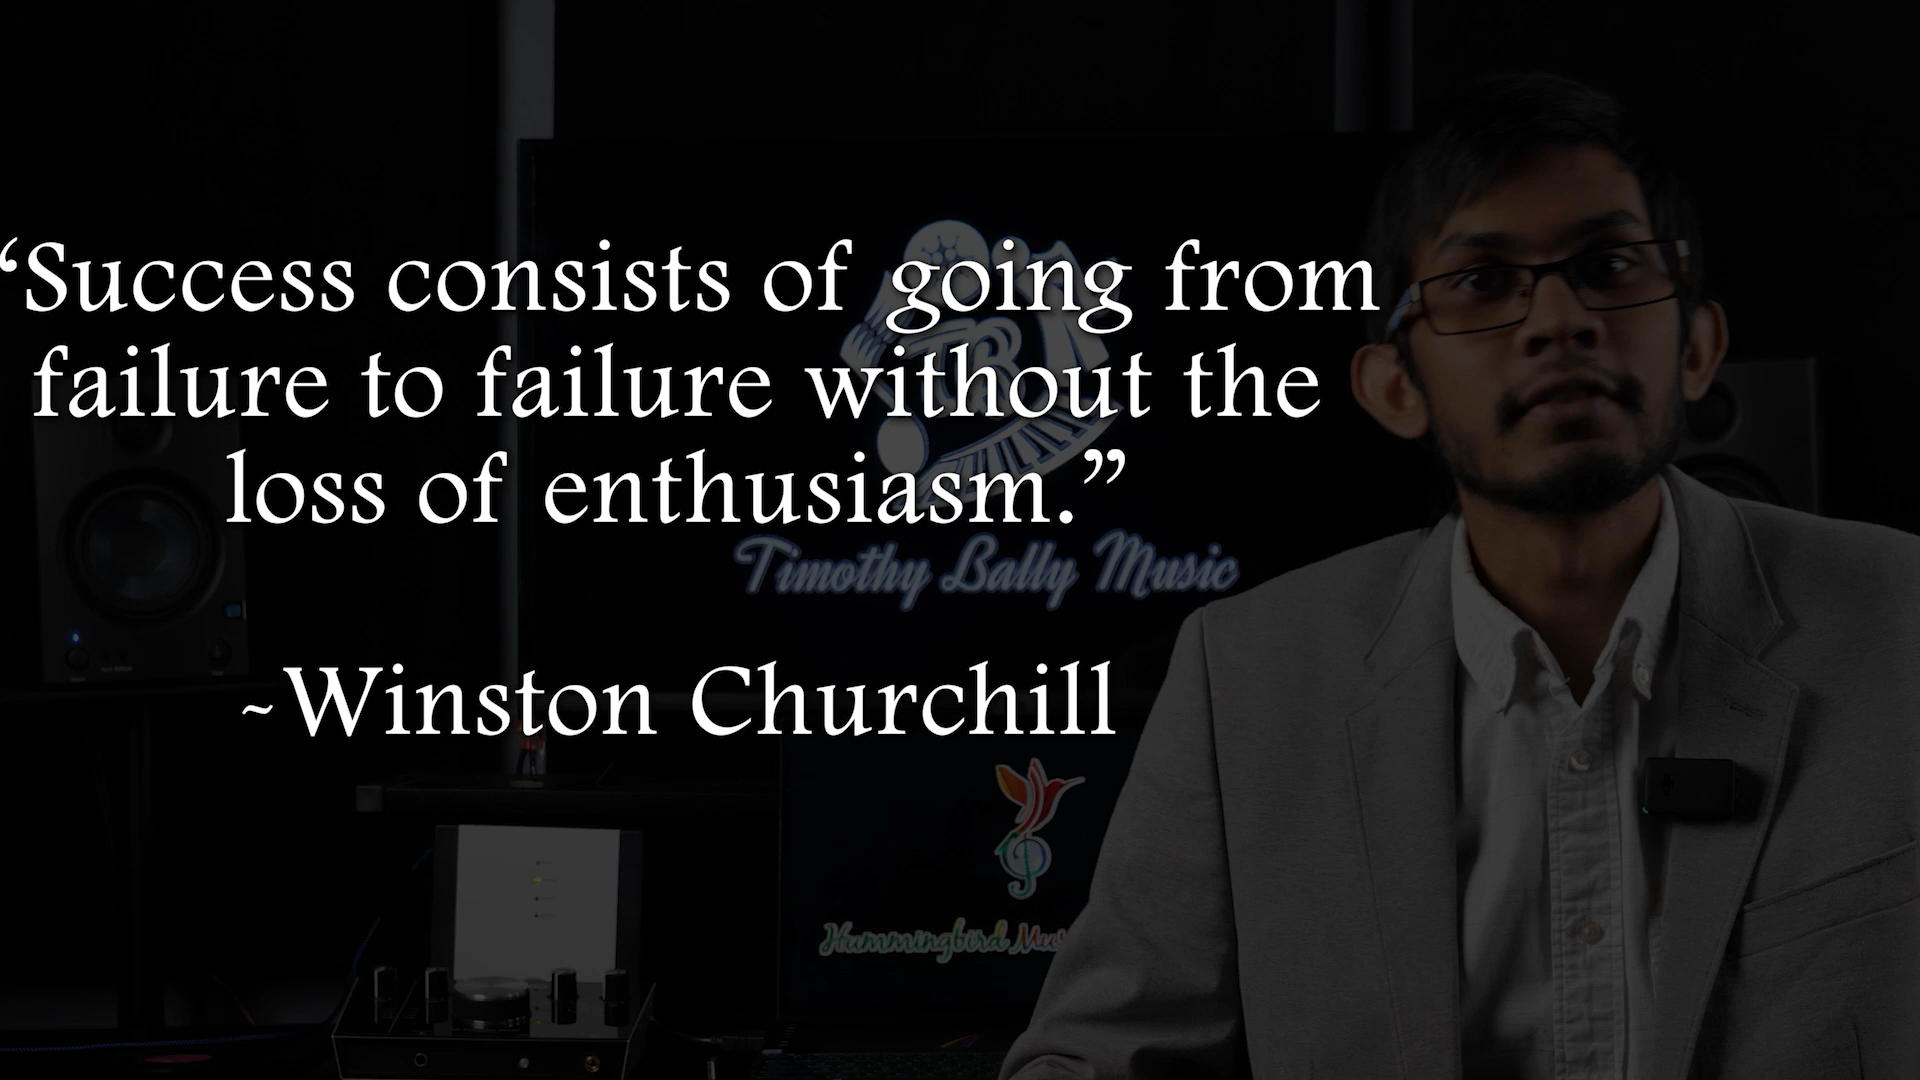 “Success consists of going from
failure to failure without the
loss of enthusiasm.”
Timothy Bally Music
~Winston Churchill
Hummingbird